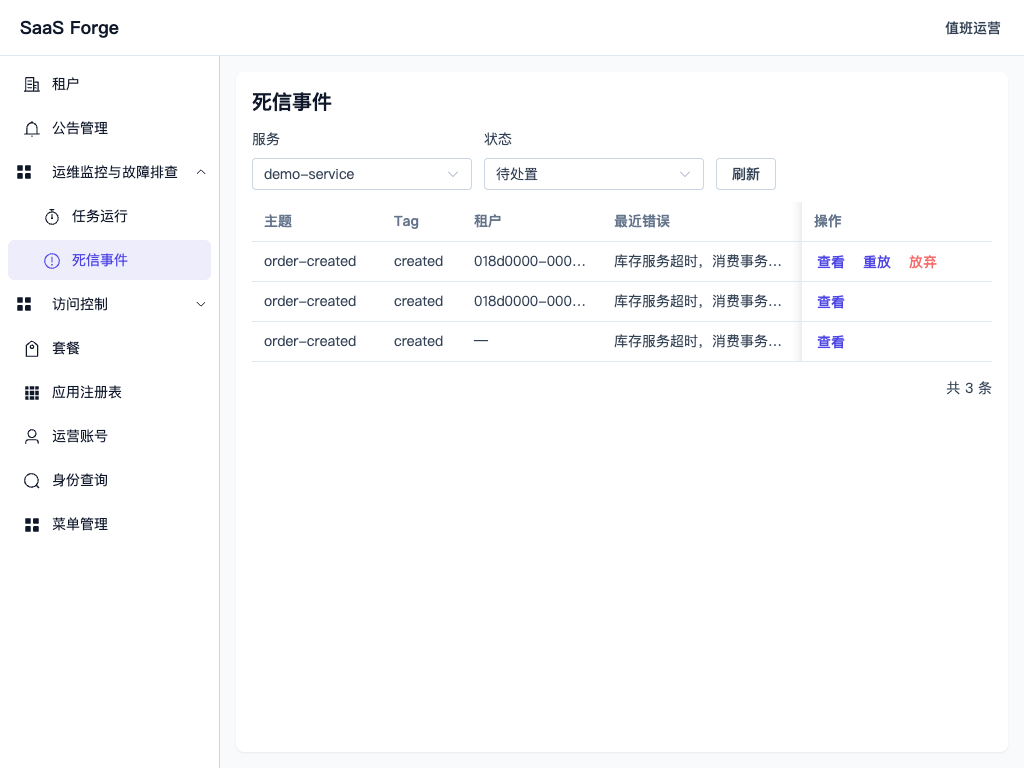 SaaS Forge
值班运营
租户
公告管理
运维监控与故障排查
任务运行
死信事件
访问控制
套餐
应用注册表
运营账号
身份查询
菜单管理
死信事件
服务
状态
demo-service
待处置
刷新
主题 Tag 租户 最近错误 操作
order-created created 018d0000-000... 库存服务超时，消费事务... 查看 重放 放弃
order-created created 018d0000-000... 库存服务超时，消费事务... 查看
order-created created — 库存服务超时，消费事务... 查看
共 3 条